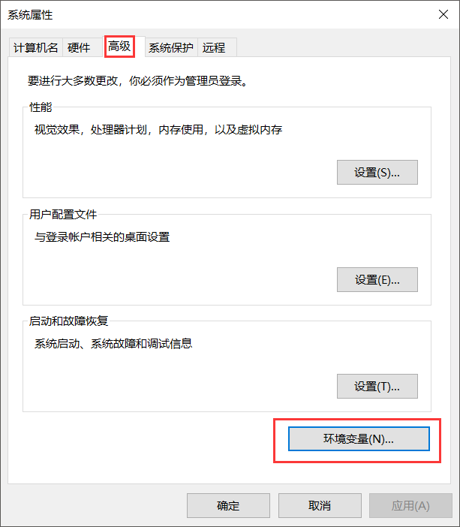 系统属性
计算机名 硬件 高级 系统保护 远程
要进行大多数更改，你必须作为管理员登录。
性能
视觉效果，处理器计划，内存使用，以及虚拟内存
设置(S)...
用户配置文件
与登录帐户相关的桌面设置
设置(E)...
启动和故障恢复
系统启动、系统故障和调试信息
设置(T)...
环境变量(N)...
确定 取消 应用(A)